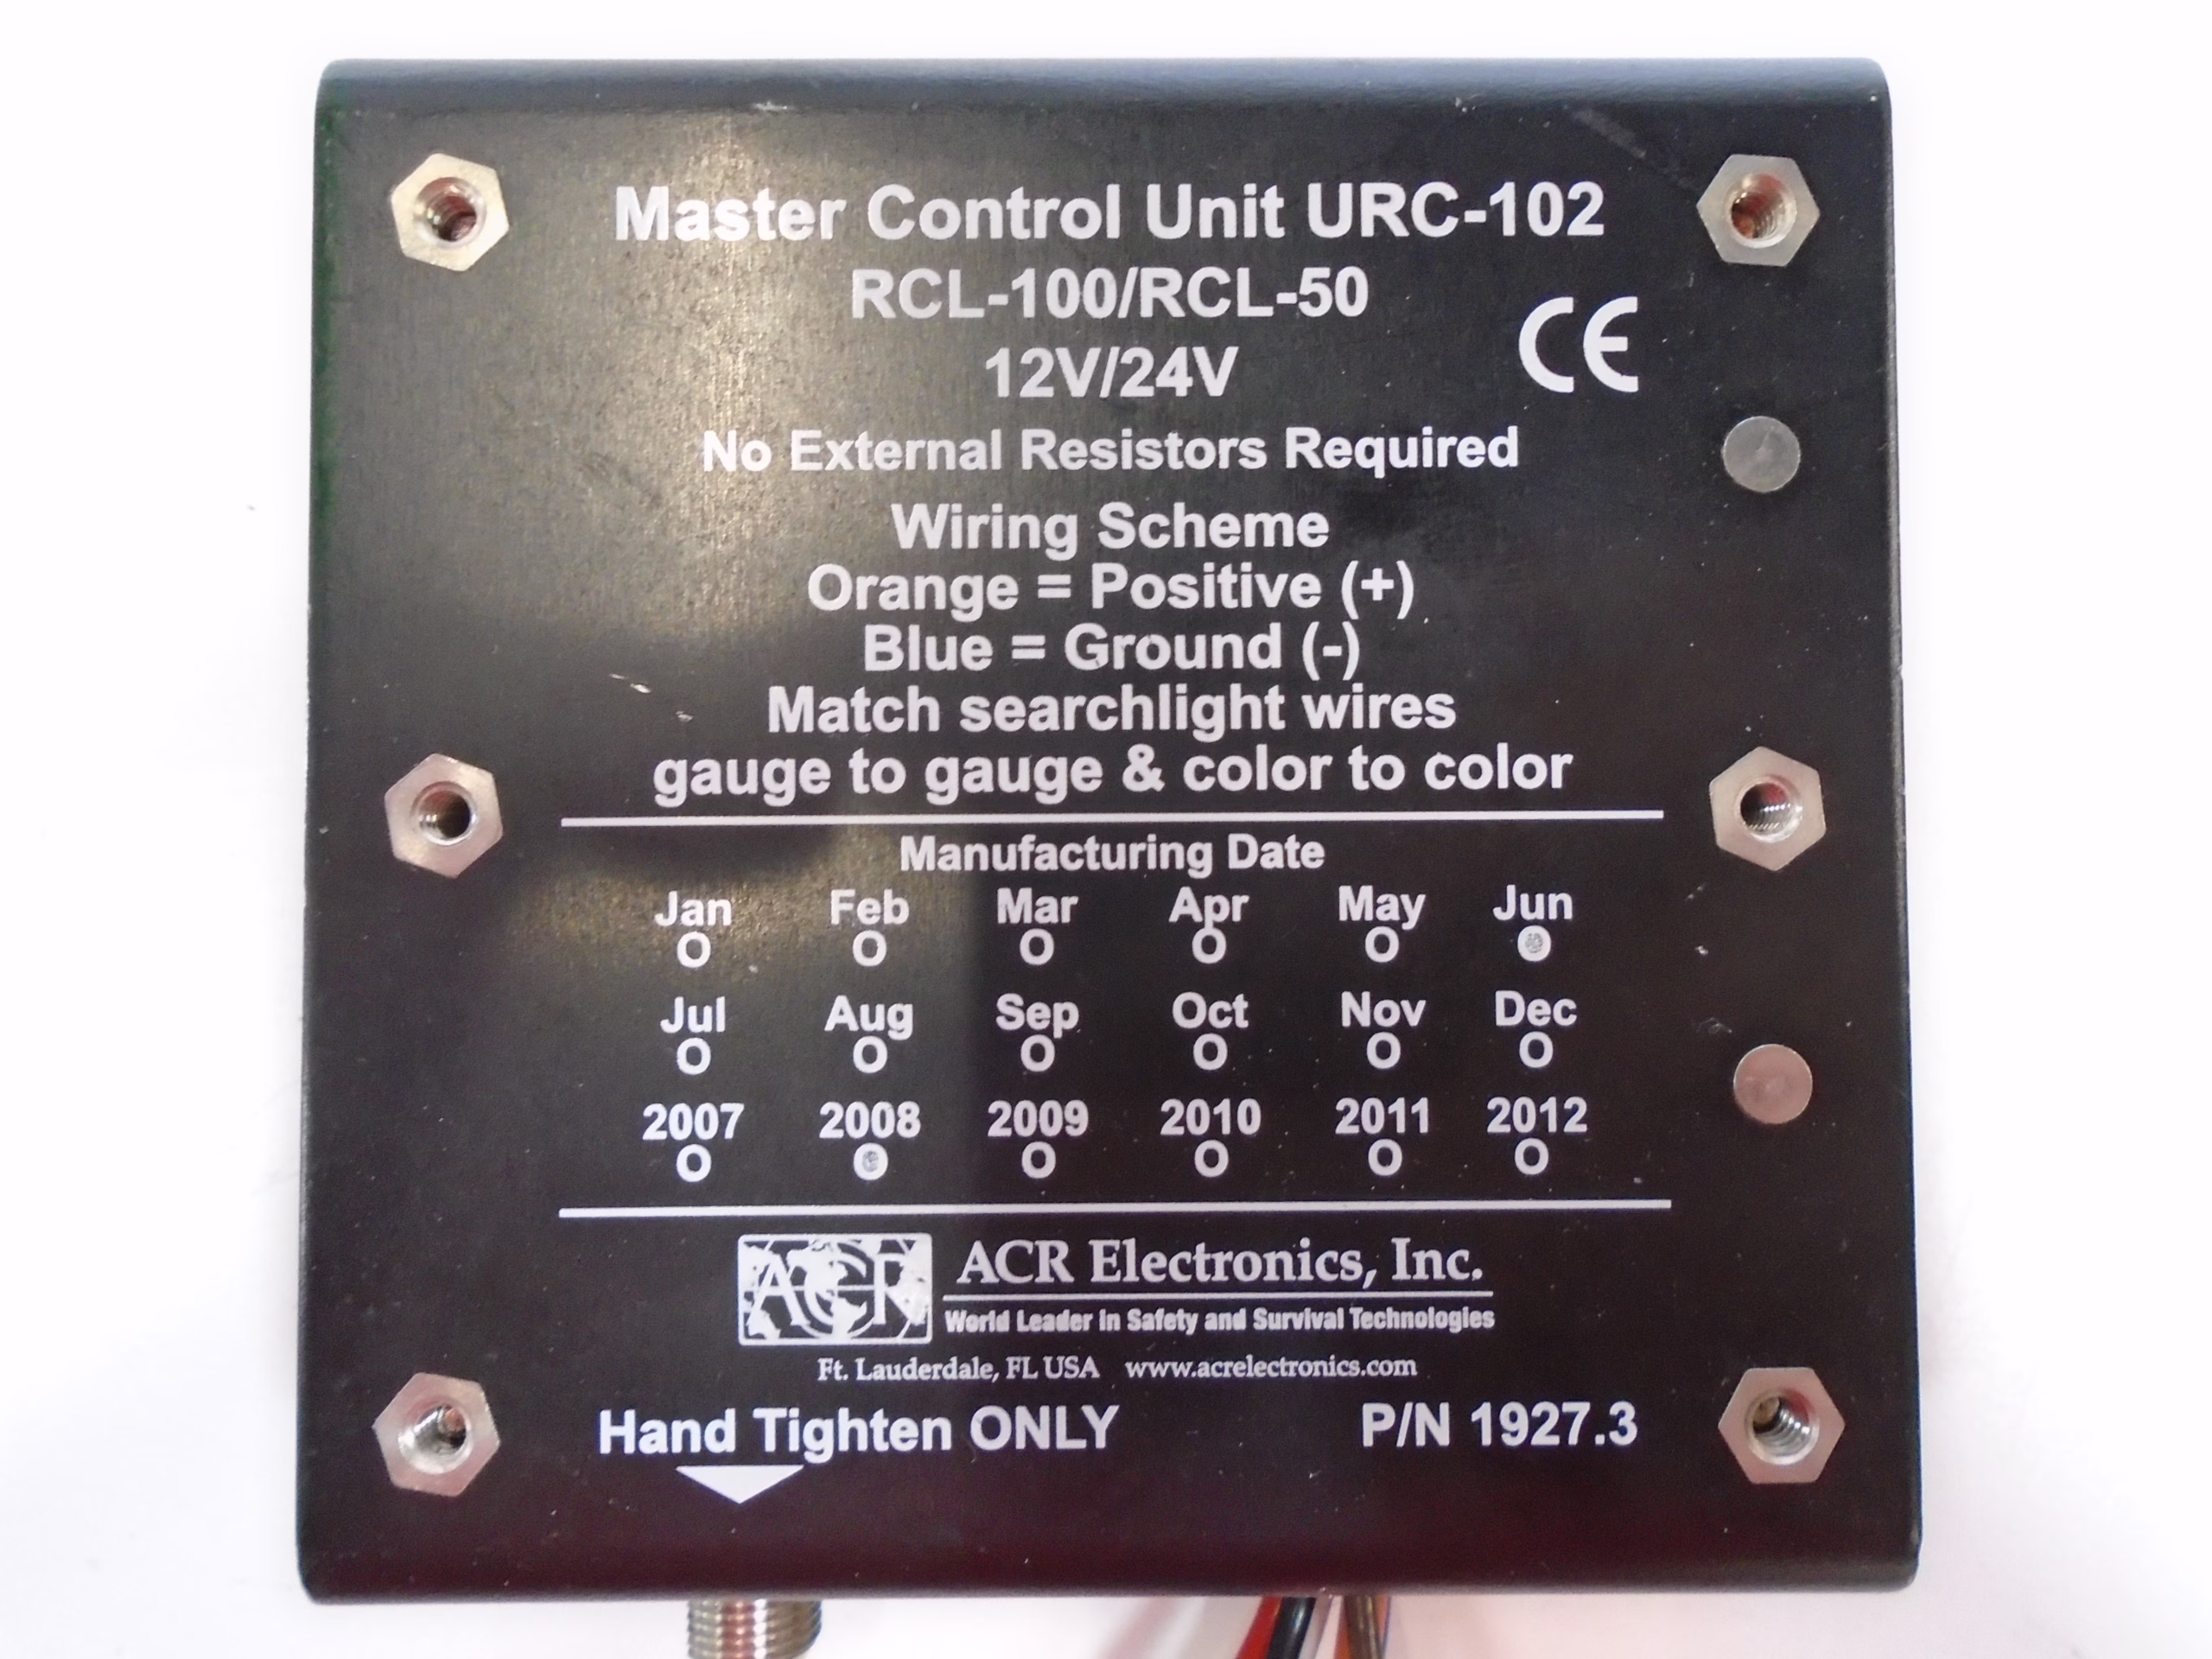 Master Control Unit URC-102
RCL-100/RCL-50
CE
12V/24V
No External Resistors Required
Wiring Scheme
Orange = Positive (+)
Blue = Ground (-)
Match searchlight wires
gauge to gauge & color to color
Manufacturing Date
Jan Feb Mar Apr May Jun
Jul Aug Sep Oct Nov Dec
2007 2008 2009 2010 2011 2012
ACR ACR Electronics, Inc.
World Leader in Safety and Survival Technologies
Ft. Lauderdale, FL USA www.acrelectronics.com
Hand Tighten ONLY P/N 1927.3